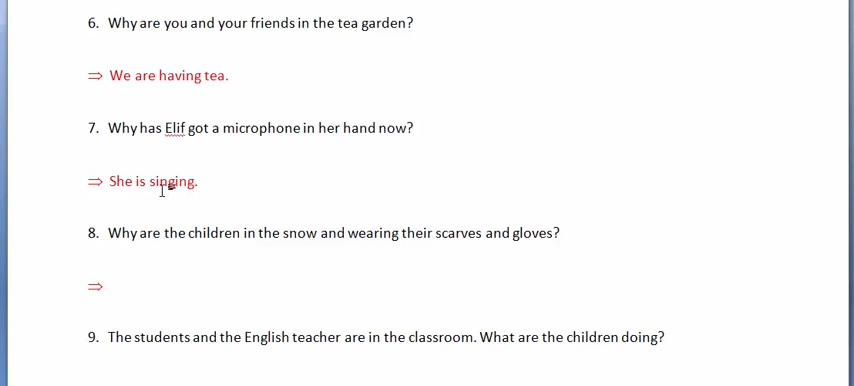 6. Why are you and your friends in the tea garden?
⇒ We are having tea.
7. Why has Elif got a microphone in her hand now?
⇒ She is singing.
8. Why are the children in the snow and wearing their scarves and gloves?
⇒
9. The students and the English teacher are in the classroom. What are the children doing?